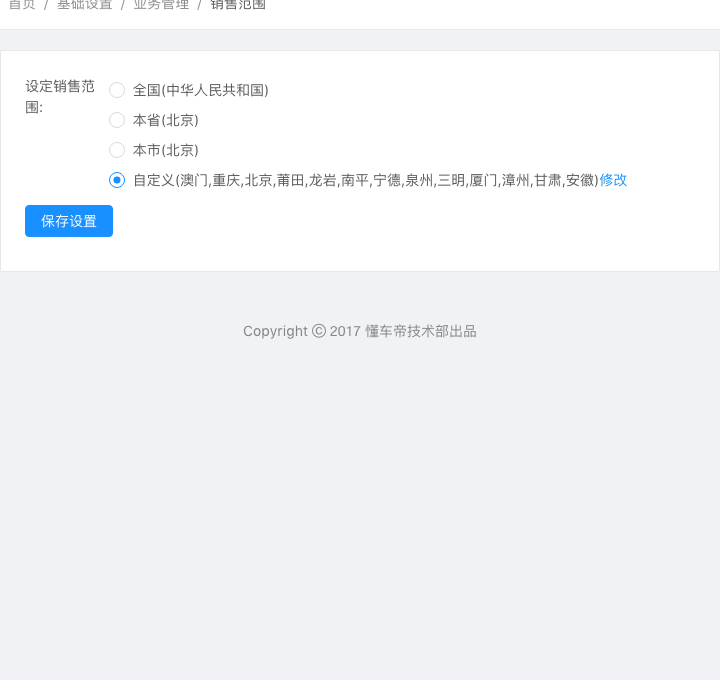 首页 / 基础设置 / 业务管理 / 销售范围
设定销售范
围:
全国(中华人民共和国)
本省(北京)
本市(北京)
自定义(澳门,重庆,北京,莆田,龙岩,南平,宁德,泉州,三明,厦门,漳州,甘肃,安徽)修改
保存设置
Copyright © 2017 懂车帝技术部出品